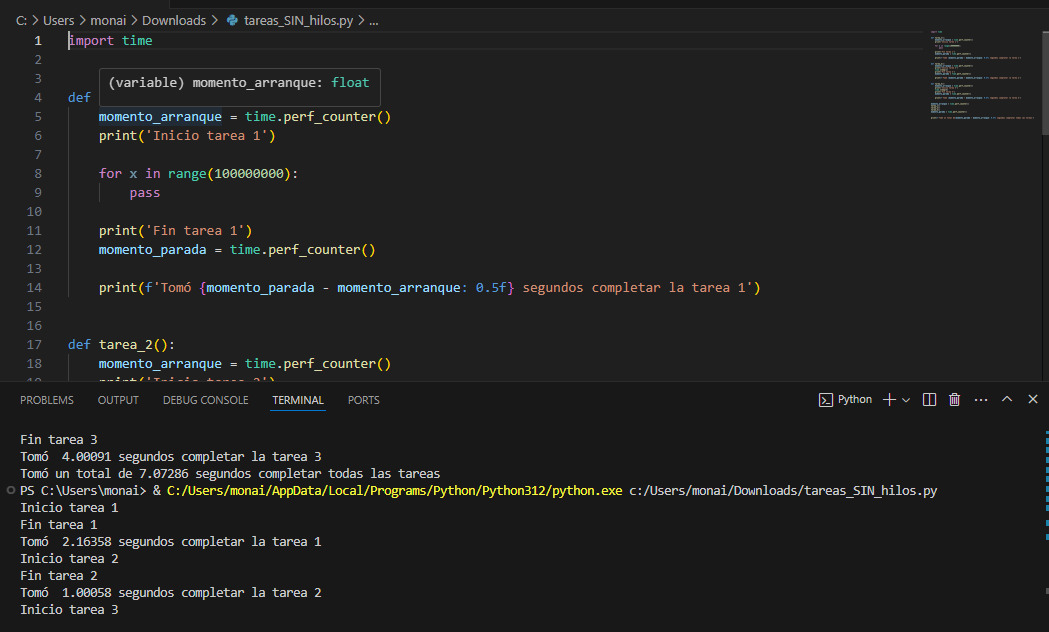 C: > Users > monai > Downloads > tareas_SIN_hilos.py > ...
1 import time
2
3
(variable) momento_arranque: float
4 def
5 momento_arranque = time.perf_counter()
6 print('Inicio tarea 1')
7
8 for x in range(100000000):
9 pass
10
11 print('Fin tarea 1')
12 momento_parada = time.perf_counter()
13
14 print(f'Tomó {momento_parada - momento_arranque: 0.5f} segundos completar la tarea 1')
15
16
17 def tarea_2():
18 momento_arranque = time.perf_counter()
PROBLEMS OUTPUT DEBUG CONSOLE TERMINAL PORTS Python
Fin tarea 3
Tomó  4.00091 segundos completar la tarea 3
Tomó un total de 7.07286 segundos completar todas las tareas
PS C:\Users\monai> & C:/Users/monai/AppData/Local/Programs/Python/Python312/python.exe c:/Users/monai/Downloads/tareas_SIN_hilos.py
Inicio tarea 1
Fin tarea 1
Tomó  2.16358 segundos completar la tarea 1
Inicio tarea 2
Fin tarea 2
Tomó  1.00058 segundos completar la tarea 2
Inicio tarea 3